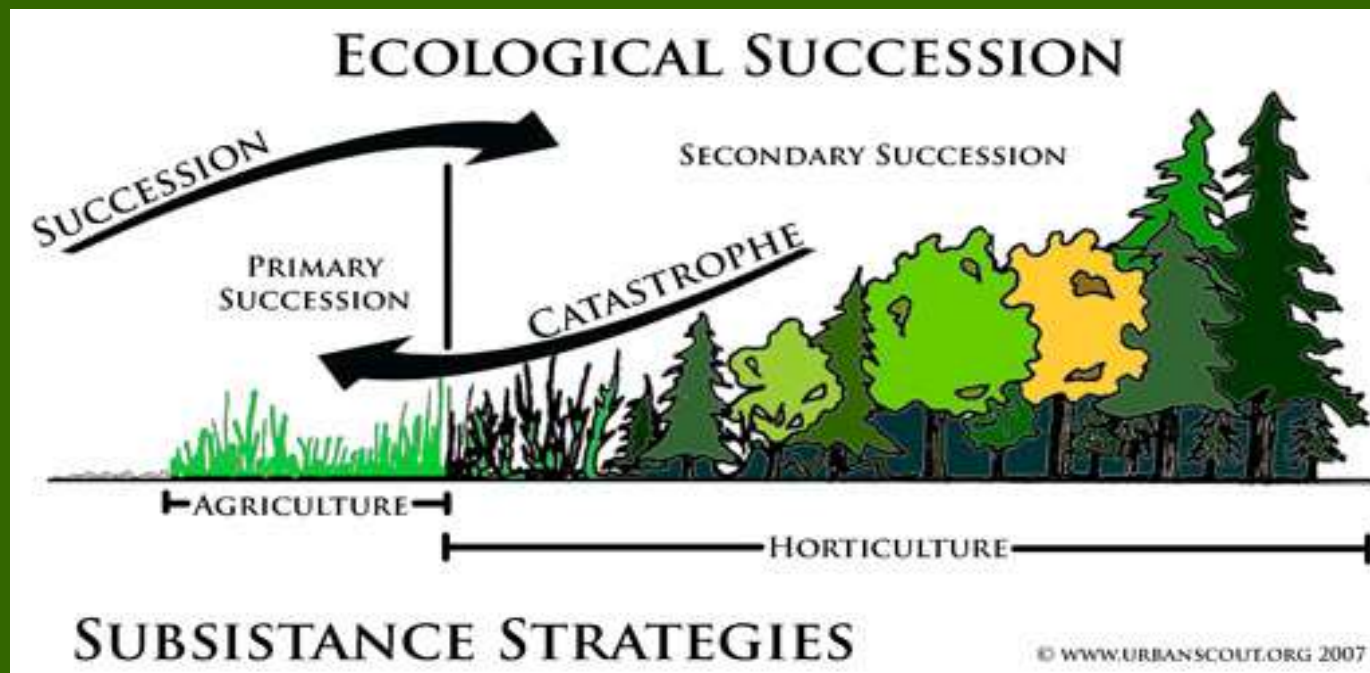 ECOLOGICAL SUCCESSION
SUCCESSION
SECONDARY SUCCESSION
PRIMARY
SUCCESSION
CATASTROPHE
AGRICULTURE
HORTICULTURE
SUBSISTANCE STRATEGIES
© WWW.URBANSCOUT.ORG 2007